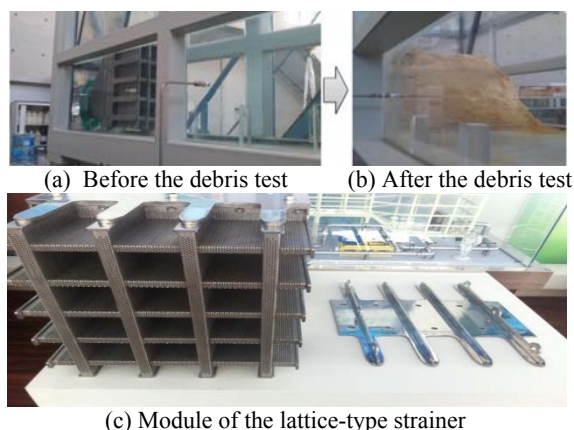 (a) Before the debris test
(b) After the debris test
(c) Module of the lattice-type strainer